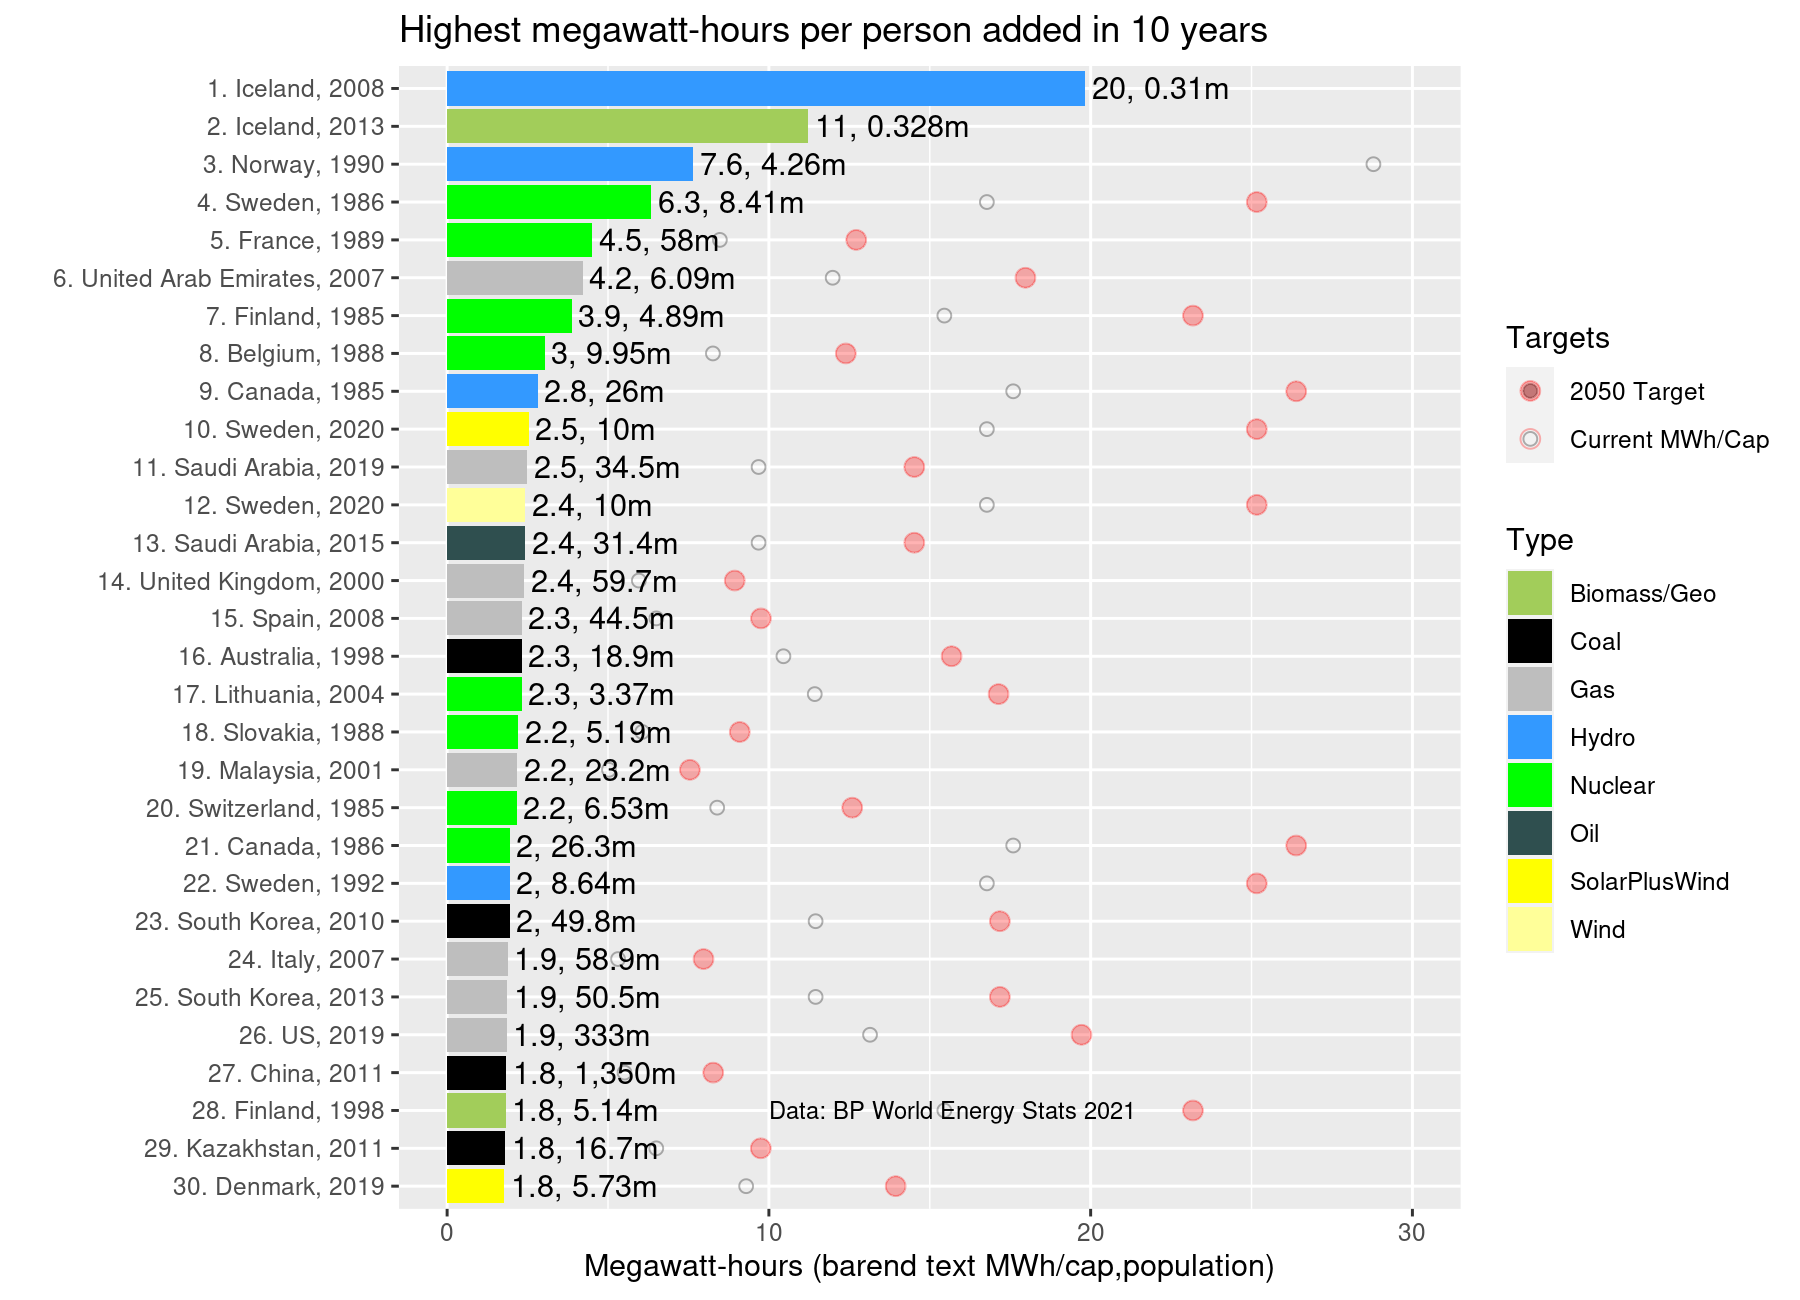 Highest megawatt-hours per person added in 10 years
1. Iceland, 2008 20, 0.31m
2. Iceland, 2013 11, 0.328m
3. Norway, 1990 7.6, 4.26m
4. Sweden, 1986 6.3, 8.41m
5. France, 1989 4.5, 58m
6. United Arab Emirates, 2007 4.2, 6.09m
7. Finland, 1985 3.9, 4.89m
8. Belgium, 1988 3, 9.95m
9. Canada, 1985 2.8, 26m
10. Sweden, 2020 2.5, 10m
11. Saudi Arabia, 2019 2.5, 34.5m
12. Sweden, 2020 2.4, 10m
13. Saudi Arabia, 2015 2.4, 31.4m
14. United Kingdom, 2000 2.4, 59.7m
15. Spain, 2008 2.3, 44.5m
16. Australia, 1998 2.3, 18.9m
17. Lithuania, 2004 2.3, 3.37m
18. Slovakia, 1988 2.2, 5.19m
19. Malaysia, 2001 2.2, 23.2m
20. Switzerland, 1985 2.2, 6.53m
21. Canada, 1986 2, 26.3m
22. Sweden, 1992 2, 8.64m
23. South Korea, 2010 2, 49.8m
24. Italy, 2007 1.9, 58.9m
25. South Korea, 2013 1.9, 50.5m
26. US, 2019 1.9, 333m
27. China, 2011 1.8, 1,350m
28. Finland, 1998 1.8, 5.14m Data: BP World Energy Stats 2021
29. Kazakhstan, 2011 1.8, 16.7m
30. Denmark, 2019 1.8, 5.73m
0 10 20 30
Megawatt-hours (barend text MWh/cap,population)
Targets
2050 Target
Current MWh/Cap
Type
Biomass/Geo
Coal
Gas
Hydro
Nuclear
Oil
SolarPlusWind
Wind